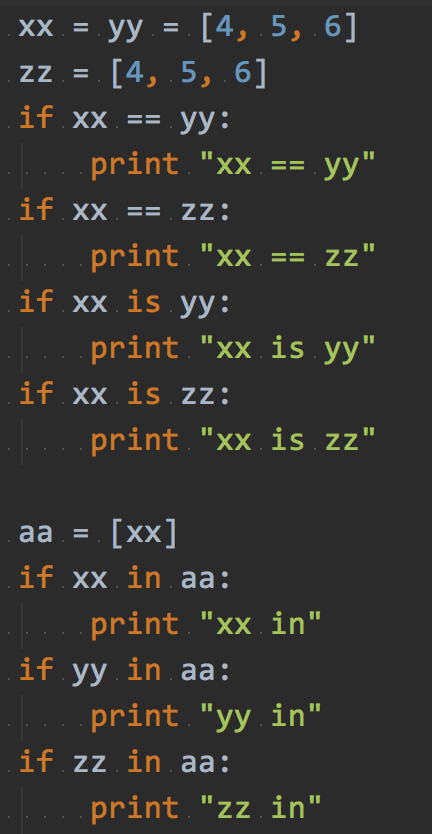 xx = yy = [4, 5, 6]
zz = [4, 5, 6]
if xx == yy:
    print "xx == yy"
if xx == zz:
    print "xx == zz"
if xx is yy:
    print "xx is yy"
if xx is zz:
    print "xx is zz"

aa = [xx]
if xx in aa:
    print "xx in"
if yy in aa:
    print "yy in"
if zz in aa:
    print "zz in"